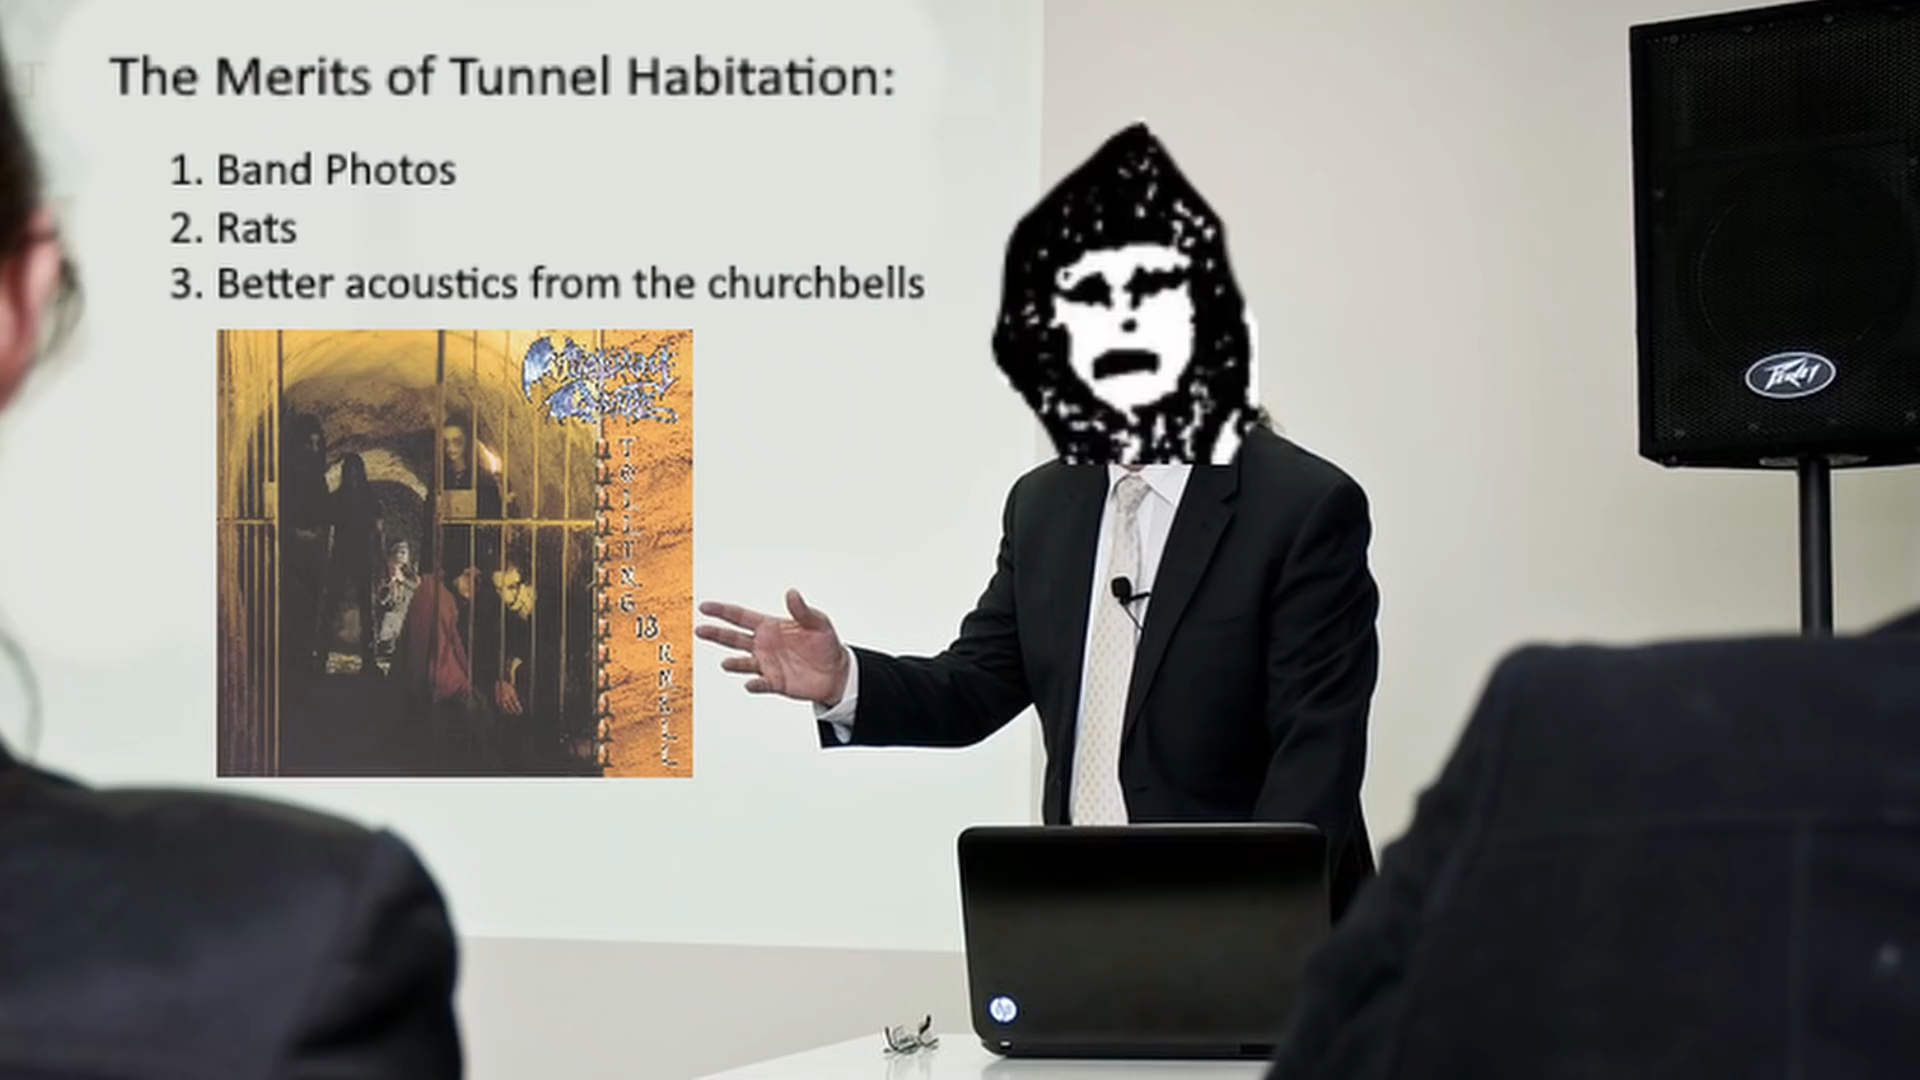 The Merits of Tunnel Habitation:
1. Band Photos
2. Rats
3. Better acoustics from the churchbells
TOLLING
13
KNELL
PEAVEY
hp